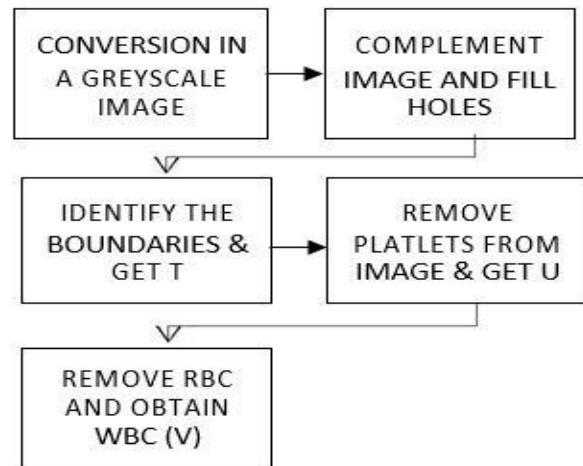 CONVERSION IN
A GREYSCALE
IMAGE
COMPLEMENT
IMAGE AND FILL
HOLES
IDENTIFY THE
BOUNDARIES &
GET T
REMOVE
PLATLETS FROM
IMAGE & GET U
REMOVE RBC
AND OBTAIN
WBC (V)